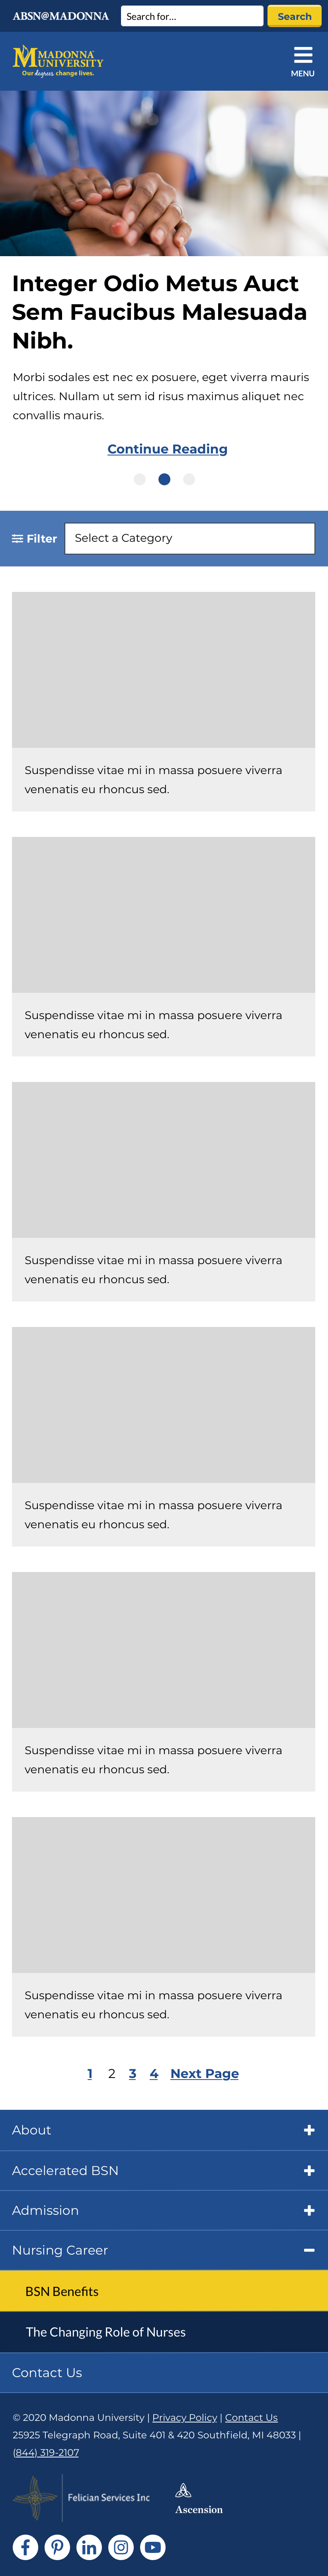 ABSN@MADONNA
Search for...
Search
MADONNA
UNIVERSITY
Our degrees change lives.
MENU
Integer Odio Metus Auct
Sem Faucibus Malesuada
Nibh.
Morbi sodales est nec ex posuere, eget viverra mauris
ultrices. Nullam ut sem id risus maximus aliquet nec
convallis mauris.
Continue Reading
Filter
Select a Category
Suspendisse vitae mi in massa posuere viverra
venenatis eu rhoncus sed.
Suspendisse vitae mi in massa posuere viverra
venenatis eu rhoncus sed.
Suspendisse vitae mi in massa posuere viverra
venenatis eu rhoncus sed.
Suspendisse vitae mi in massa posuere viverra
venenatis eu rhoncus sed.
Suspendisse vitae mi in massa posuere viverra
venenatis eu rhoncus sed.
Suspendisse vitae mi in massa posuere viverra
venenatis eu rhoncus sed.
1 2 3 4 Next Page
About
Accelerated BSN
Admission
Nursing Career
BSN Benefits
The Changing Role of Nurses
Contact Us
© 2020 Madonna University | Privacy Policy | Contact Us
25925 Telegraph Road, Suite 401 & 420 Southfield, MI 48033 |
(844) 319-2107
Felician Services Inc
Ascension